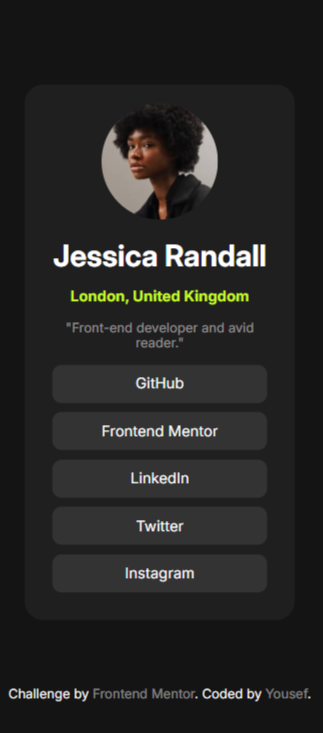 Jessica Randall
London, United Kingdom
"Front-end developer and avid
reader."
GitHub
Frontend Mentor
LinkedIn
Twitter
Instagram
Challenge by Frontend Mentor. Coded by Yousef.